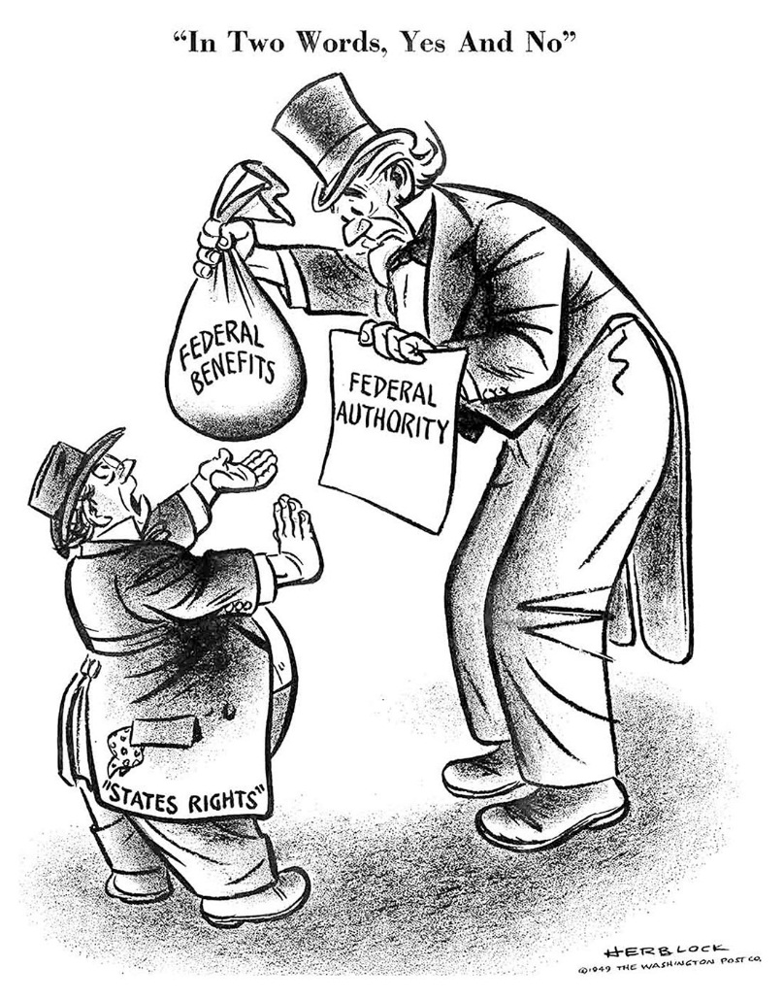 “In Two Words, Yes And No”
FEDERAL
BENEFITS
FEDERAL
AUTHORITY
"STATES RIGHTS"
HERBLOCK
©1949 THE WASHINGTON POST CO.